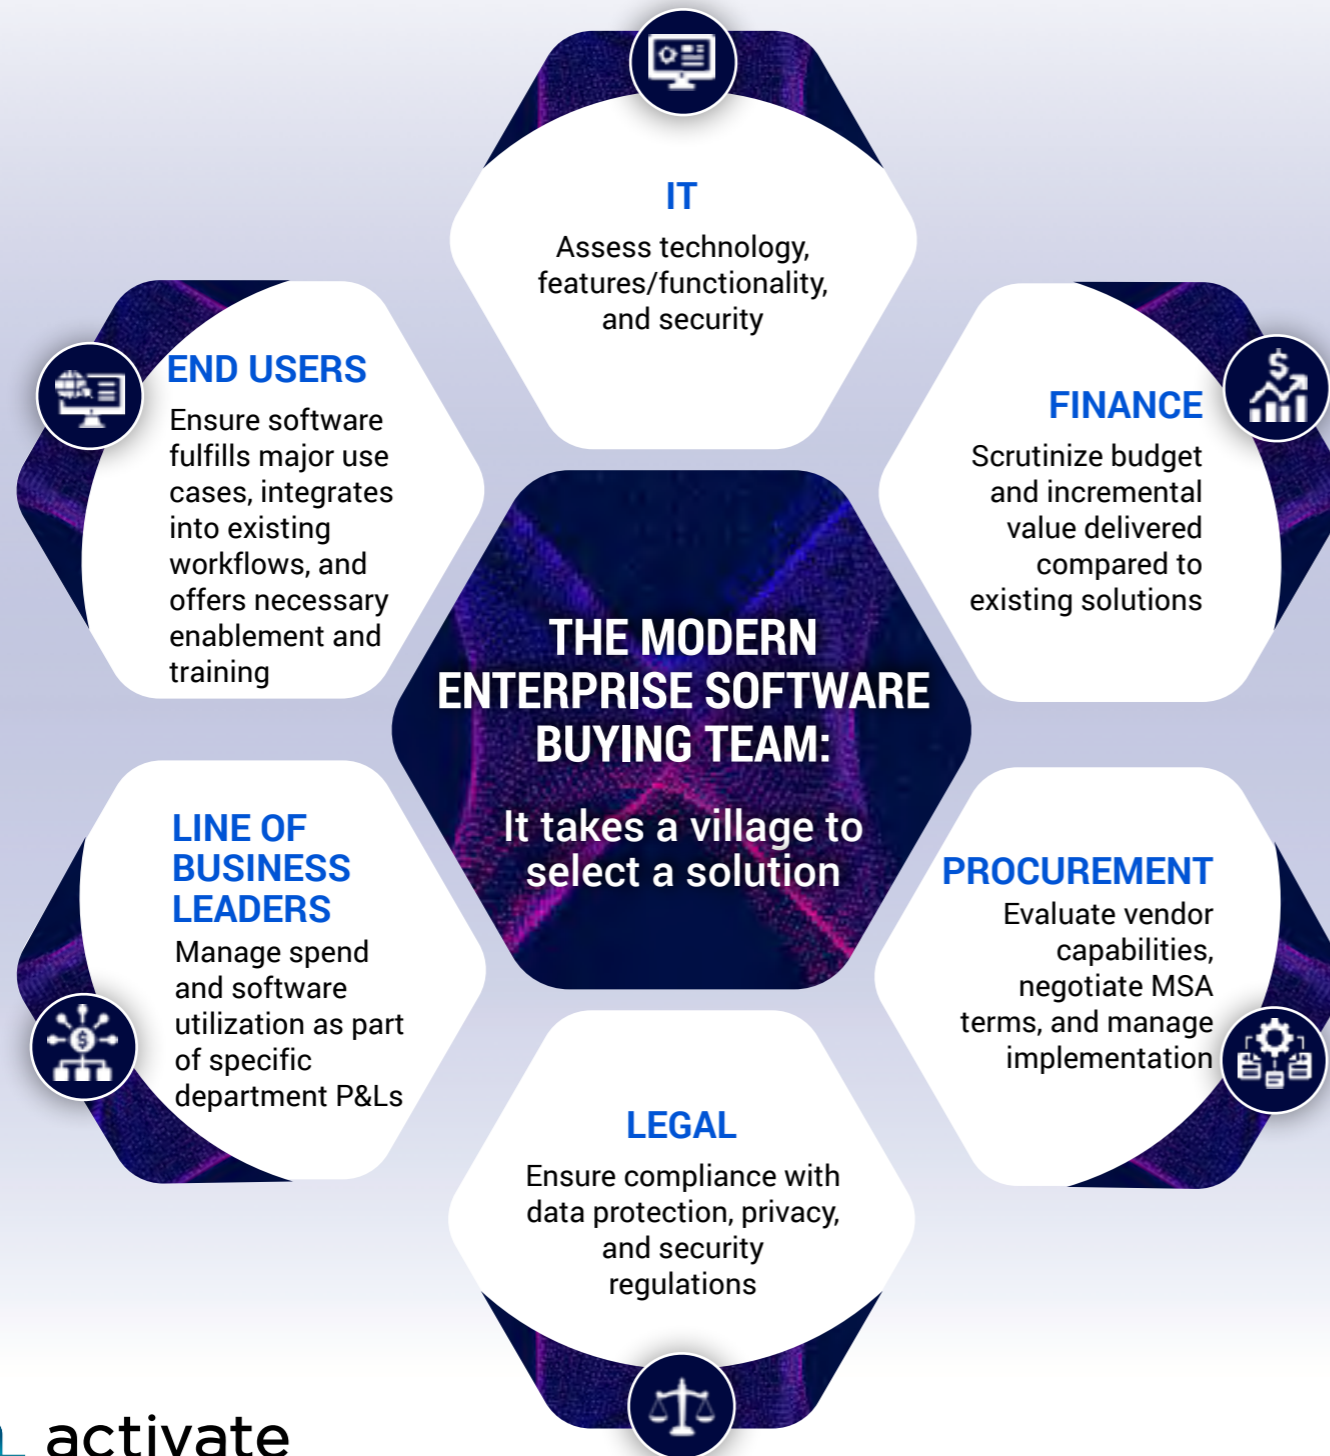 IT
Assess technology,
features/functionality,
and security
END USERS
Ensure software
fulfills major use
cases, integrates
into existing
workflows, and
offers necessary
enablement and
training
FINANCE
Scrutinize budget
and incremental
value delivered
compared to
existing solutions
THE MODERN
ENTERPRISE SOFTWARE
BUYING TEAM:
It takes a village to
select a solution
LINE OF
BUSINESS
LEADERS
Manage spend
and software
utilization as part
of specific
department P&Ls
PROCUREMENT
Evaluate vendor
capabilities,
negotiate MSA
terms, and manage
implementation
LEGAL
Ensure compliance with
data protection, privacy,
and security
regulations
activate